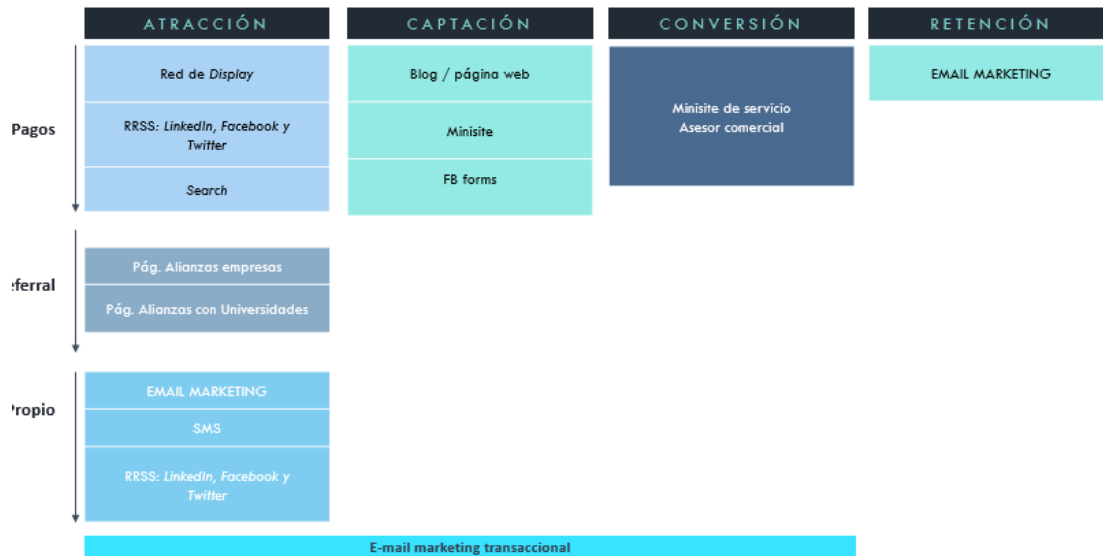 ATRACCIÓN
CAPTACIÓN
CONVERSIÓN
RETENCIÓN
Pagos
Red de Display
RRSS: LinkedIn, Facebook y
Twitter
Search
Blog / página web
Minisite
FB forms
Minisite de servicio
Asesor comercial
EMAIL MARKETING
eferral
Pág. Alianzas empresas
Pág. Alianzas con Universidades
Propio
EMAIL MARKETING
SMS
RRSS: LinkedIn, Facebook y
Twitter
E-mail marketing transaccional